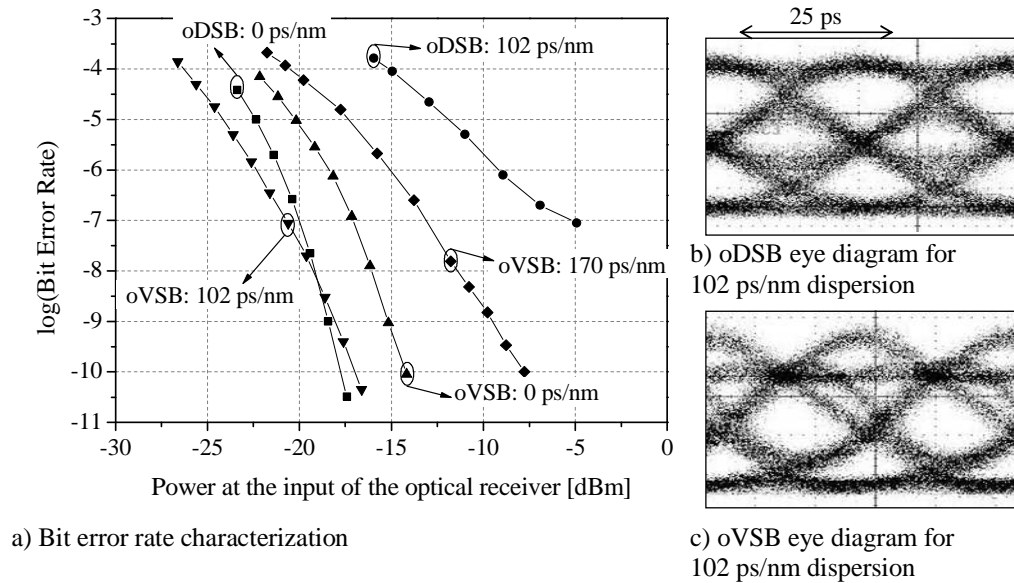 oDSB: 0 ps/nm
oDSB: 102 ps/nm
oVSB: 170 ps/nm
oVSB: 102 ps/nm
oVSB: 0 ps/nm
log(Bit Error Rate)
-3
-4
-5
-6
-7
-8
-9
-10
-11
-30
-25
-20
-15
-10
-5
0
Power at the input of the optical receiver [dBm]
a) Bit error rate characterization
25 ps
b) oDSB eye diagram for
102 ps/nm dispersion
c) oVSB eye diagram for
102 ps/nm dispersion